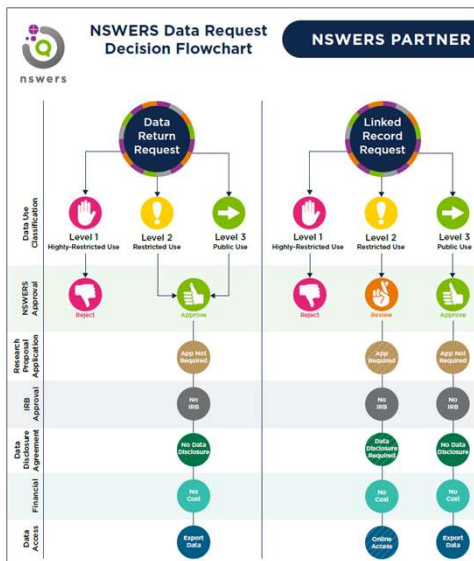 NSWERS Data Request
Decision Flowchart
NSWERS PARTNER
nswers
Data
Return
Request
Linked
Record
Request
Data Use
Classification
Level 1
Highly-Restricted Use
Level 2
Restricted Use
Level 3
Public Use
Level 1
Highly-Restricted Use
Level 2
Restricted Use
Level 3
Public Use
NSWERS
Approval
Reject
Approve
Reject
Review
Approve
Research
Proposal
Application
App Not
Required
App
Required
App Not
Required
IRB
Approval
No
IRB
No
IRB
No
IRB
Data
Disclosure
Agreement
No Data
Disclosure
Data
Disclosure
Required
No Data
Disclosure
Financial
No
Cost
No
Cost
No
Cost
Data
Access
Export
Data
Online
Access
Export
Data